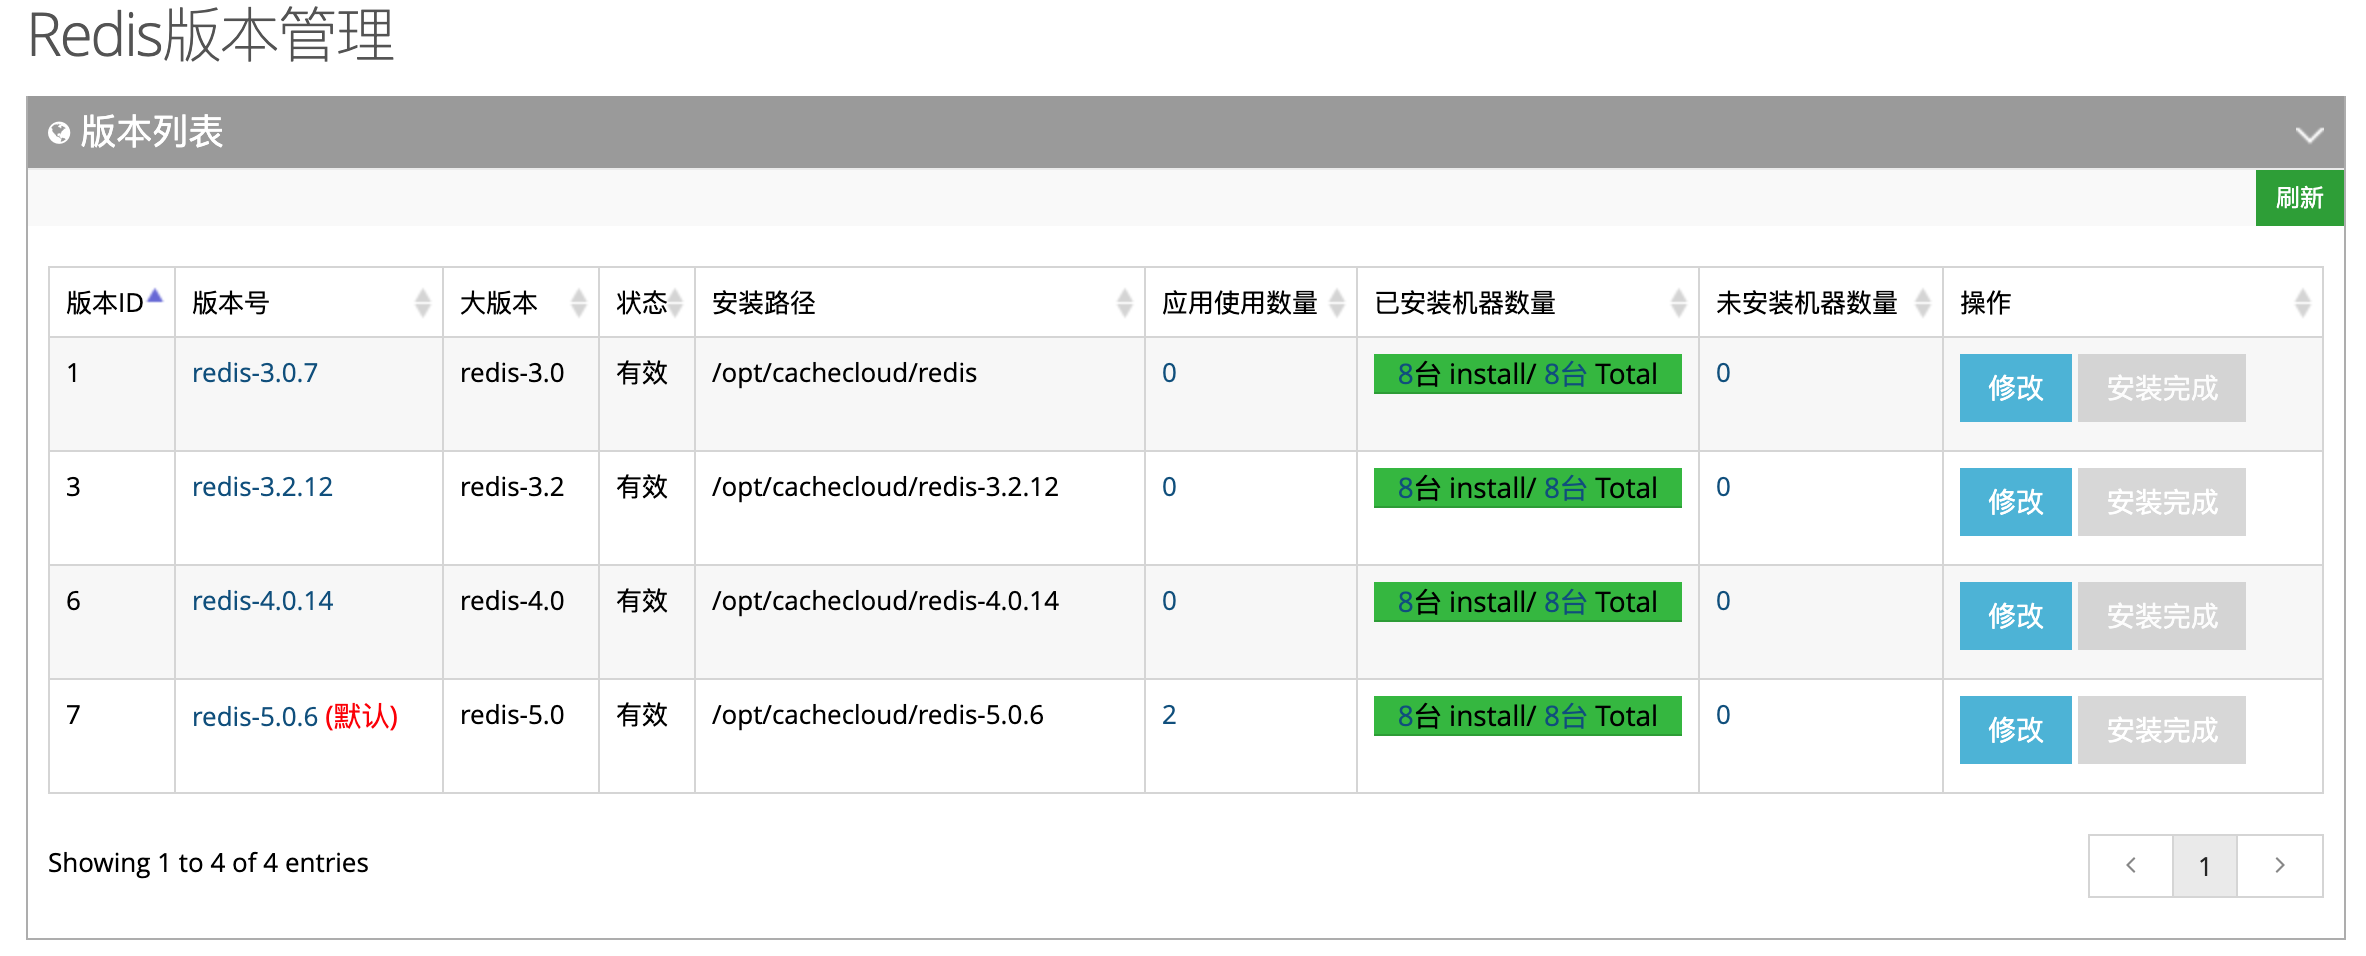 Redis版本管理
版本列表
刷新
版本ID 版本号 大版本 状态 安装路径 应用使用数量 已安装机器数量 未安装机器数量 操作
1 redis-3.0.7 redis-3.0 有效 /opt/cachecloud/redis 0 8台 install/ 8台 Total 0 修改 安装完成
3 redis-3.2.12 redis-3.2 有效 /opt/cachecloud/redis-3.2.12 0 8台 install/ 8台 Total 0 修改 安装完成
6 redis-4.0.14 redis-4.0 有效 /opt/cachecloud/redis-4.0.14 0 8台 install/ 8台 Total 0 修改 安装完成
7 redis-5.0.6 (默认) redis-5.0 有效 /opt/cachecloud/redis-5.0.6 2 8台 install/ 8台 Total 0 修改 安装完成
Showing 1 to 4 of 4 entries
1